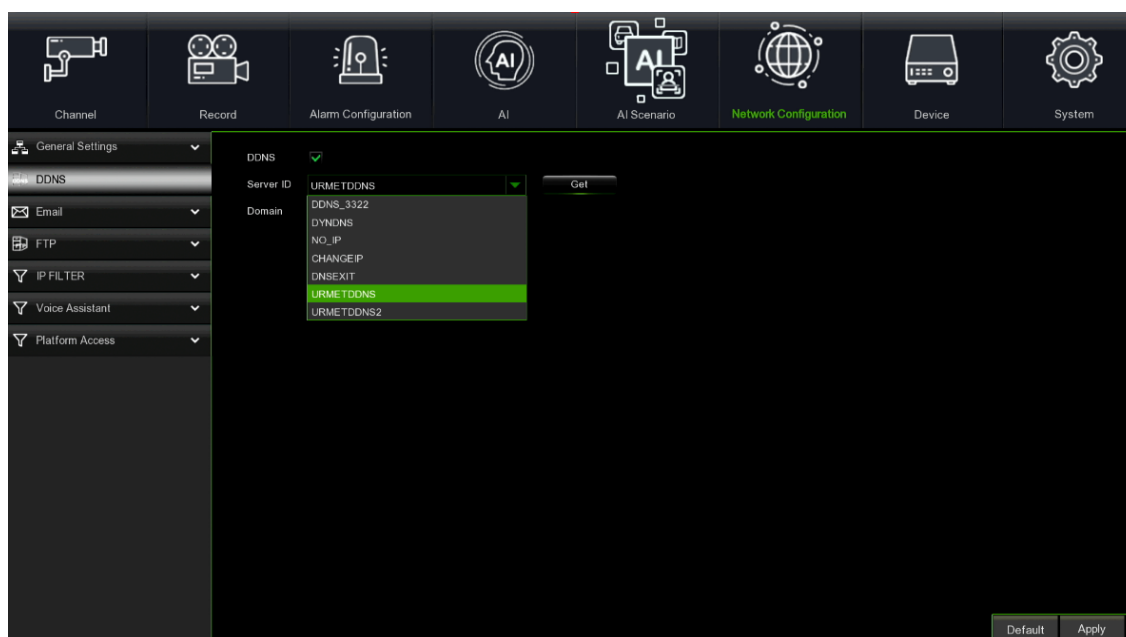 AI
AI
Channel
Record
Alarm Configuration
AI
AI Scenario
Network Configuration
Device
System
General Settings
DDNS
Email
FTP
IP FILTER
Voice Assistant
Platform Access
DDNS
Server ID
URMETDDNS
Get
Domain
DDNS_3322
DYNDNS
NO_IP
CHANGEIP
DNSEXIT
URMETDDNS
URMETDDNS2
Default
Apply